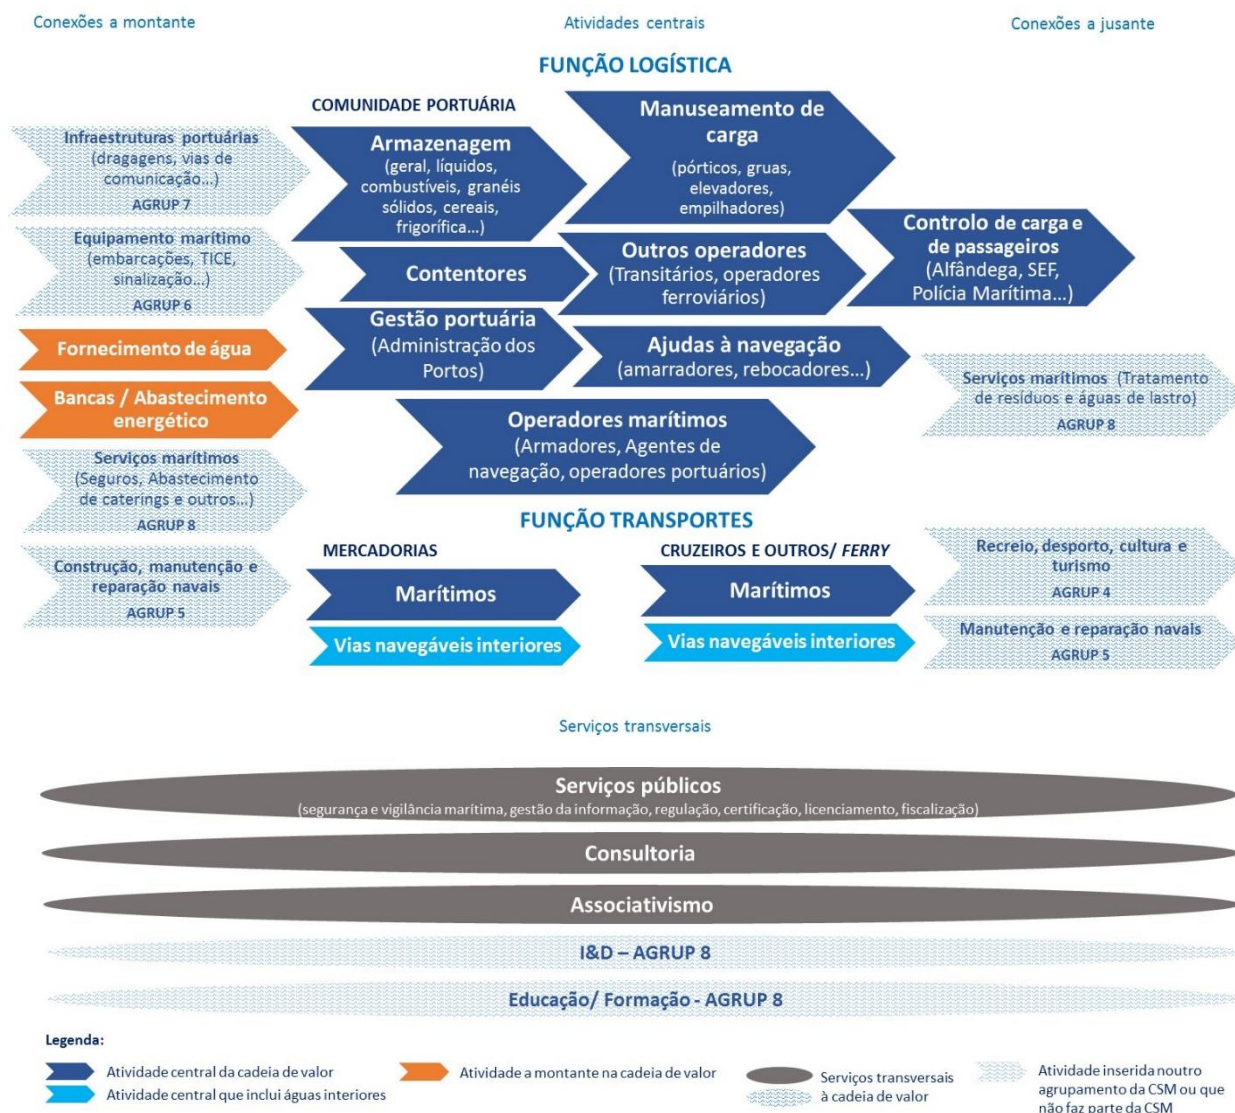 Conexões a montante
Atividades centrais
Conexões a jusante
FUNÇÃO LOGÍSTICA
COMUNIDADE PORTUÁRIA
Infraestruturas portuárias
(dragagens, vias de
comunicação...)
AGRUP 7
Equipamento marítimo
(embarcações, TICE,
sinalização...)
AGRUP 6
Fornecimento de água
Bancas / Abastecimento
energético
Serviços marítimos
(Seguros, Abastecimento
de caterings e outros...)
AGRUP 8
Construção, manutenção e
reparação navais
AGRUP 5
Armazenagem
(geral, líquidos,
combustíveis, granéis
sólidos, cereais,
frigorífica...)
Contentores
Gestão portuária
(Administração dos
Portos)
Manuseamento de
carga
(pórticos, gruas,
elevadores,
empilhadores)
Outros operadores
(Transitários, operadores
ferroviários)
Ajudas à navegação
(amarradores, rebocadores...)
Operadores marítimos
(Armadores, Agentes de
navegação, operadores portuários)
Controlo de carga e
de passageiros
(Alfândega, SEF,
Polícia Marítima...)
Serviços marítimos (Tratamento
de resíduos e águas de lastro)
AGRUP 8
FUNÇÃO TRANSPORTES
MERCADORIAS
Marítimos
Vias navegáveis interiores
CRUZEIROS E OUTROS/ FERRY
Marítimos
Vias navegáveis interiores
Recreio, desporto, cultura e
turismo
AGRUP 4
Manutenção e reparação navais
AGRUP 5
Serviços transversais
Serviços públicos
(segurança e vigilância marítima, gestão da informação, regulação, certificação, licenciamento, fiscalização)
Consultoria
Associativismo
I&D – AGRUP 8
Educação/ Formação - AGRUP 8
Legenda:
Atividade central da cadeia de valor
Atividade central que inclui águas interiores
Atividade a montante na cadeia de valor
Serviços transversais
à cadeia de valor
Atividade inserida noutro
agrupamento da CSM ou que
não faz parte da CSM